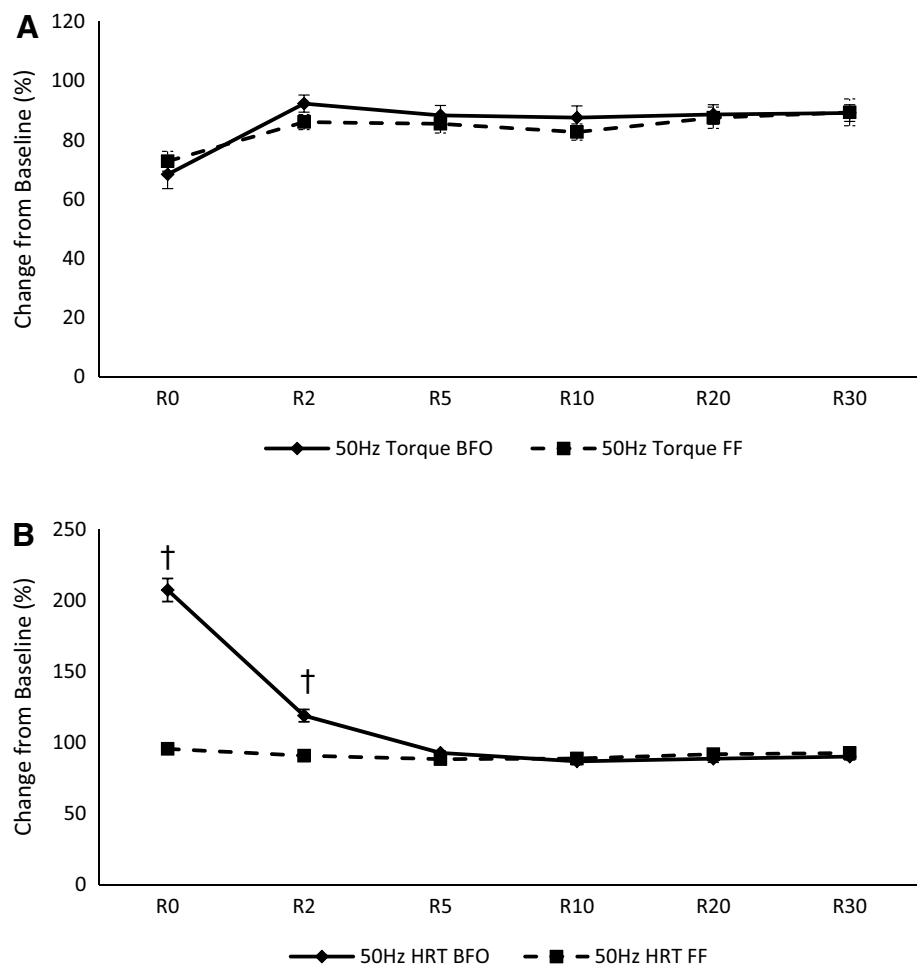 A
Change from Baseline (%)
120
100
80
60
40
20
0
R0 R2 R5 R10 R20 R30
50Hz Torque BFO 50Hz Torque FF
B
Change from Baseline (%)
250
200
150
100
50
0
†
†
R0 R2 R5 R10 R20 R30
50Hz HRT BFO 50Hz HRT FF